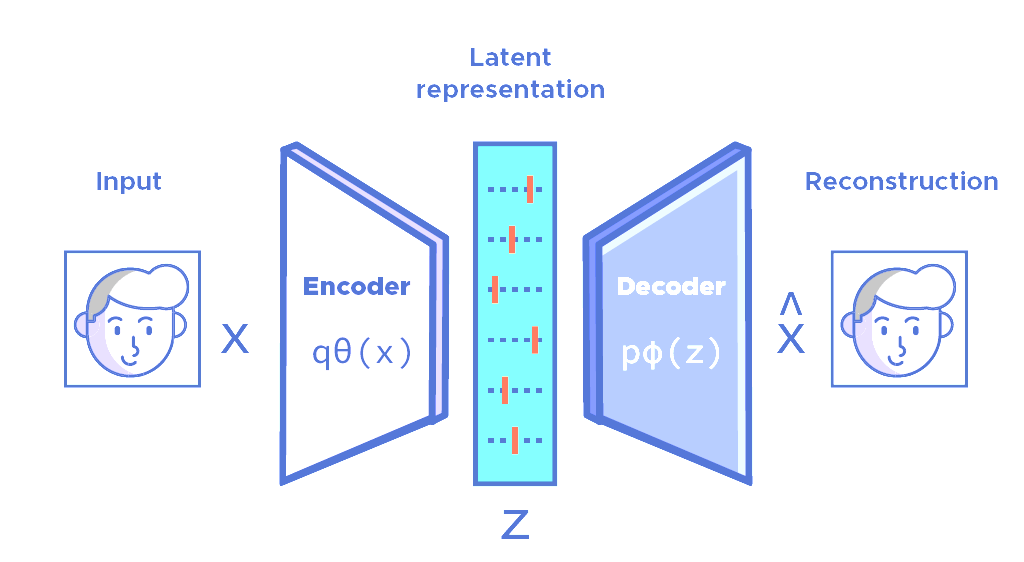 Latent
representation
Input
Reconstruction
Encoder
Decoder
x
qθ(x)
pϕ(z)
^
x
z